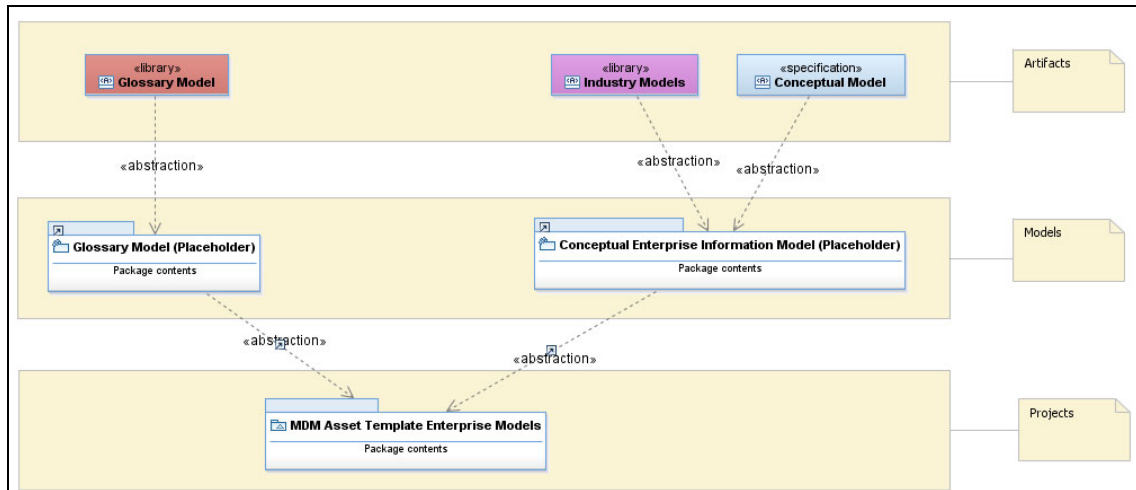 «library»
Glossary Model
«library»
Industry Models
«specification»
Conceptual Model
Artifacts
«abstraction»
«abstraction»
«abstraction»
Glossary Model (Placeholder)
Package contents
Conceptual Enterprise Information Model (Placeholder)
Package contents
Models
«abstraction»
«abstraction»
MDM Asset Template Enterprise Models
Package contents
Projects